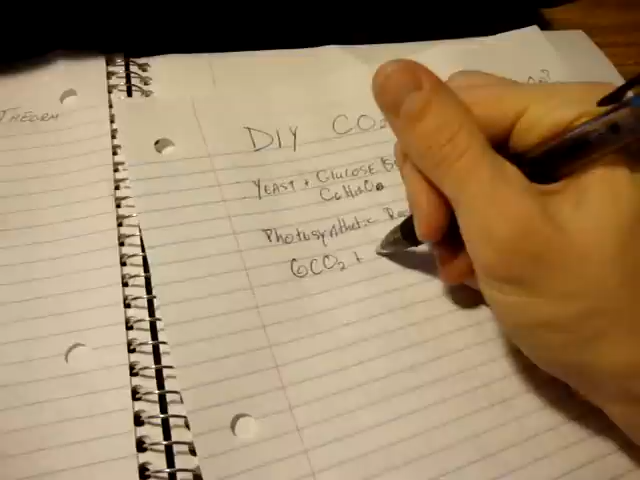 THEOREM
DIY CO2
YEAST + GLUCOSE
C6H12O6
Photosynthetic
6CO2 +